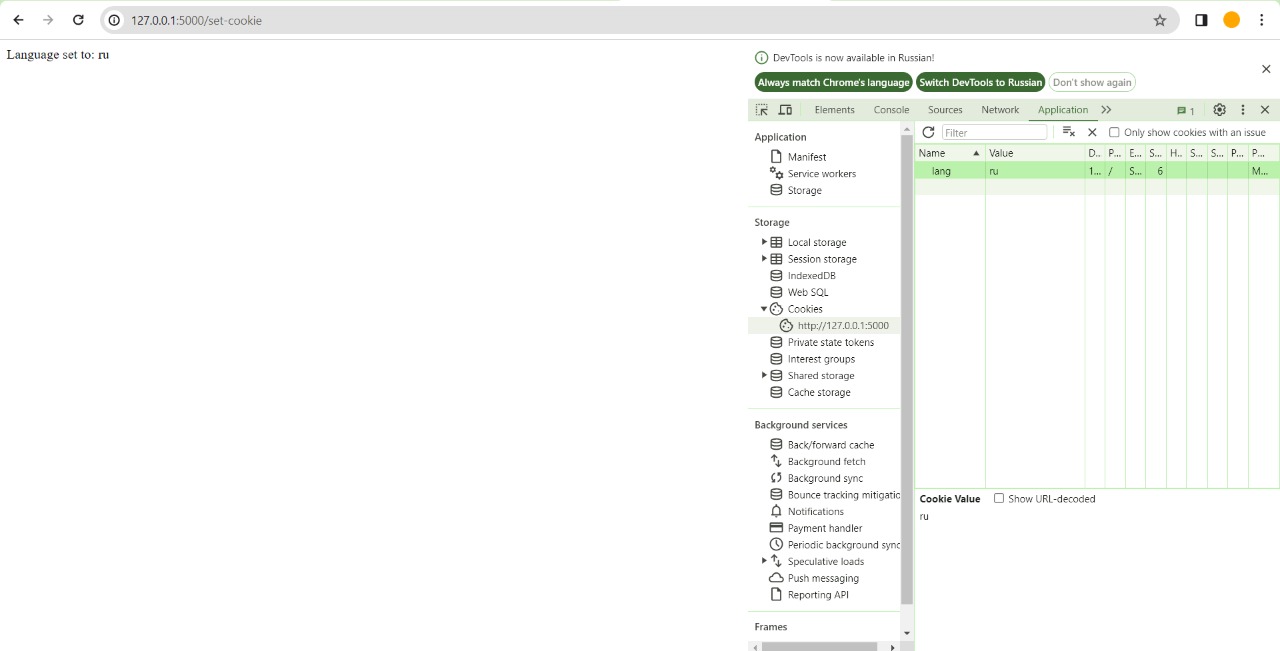 127.0.0.1:5000/set-cookie
Language set to: ru
DevTools is now available in Russian!
Always match Chrome's language Switch DevTools to Russian Don't show again
Elements Console Sources Network Application 1
Application
Manifest
Service workers
Storage
Storage
Local storage
Session storage
IndexedDB
Web SQL
Cookies
http://127.0.0.1:5000
Private state tokens
Interest groups
Shared storage
Cache storage
Background services
Back/forward cache
Background fetch
Background sync
Bounce tracking mitigatio
Notifications
Payment handler
Periodic background sync
Speculative loads
Push messaging
Reporting API
Frames
Filter Only show cookies with an issue
Name Value D.. P... E... S... H.. S... S... P... P...
lang ru 1... / S... 6 M...
Cookie Value Show URL-decoded
ru